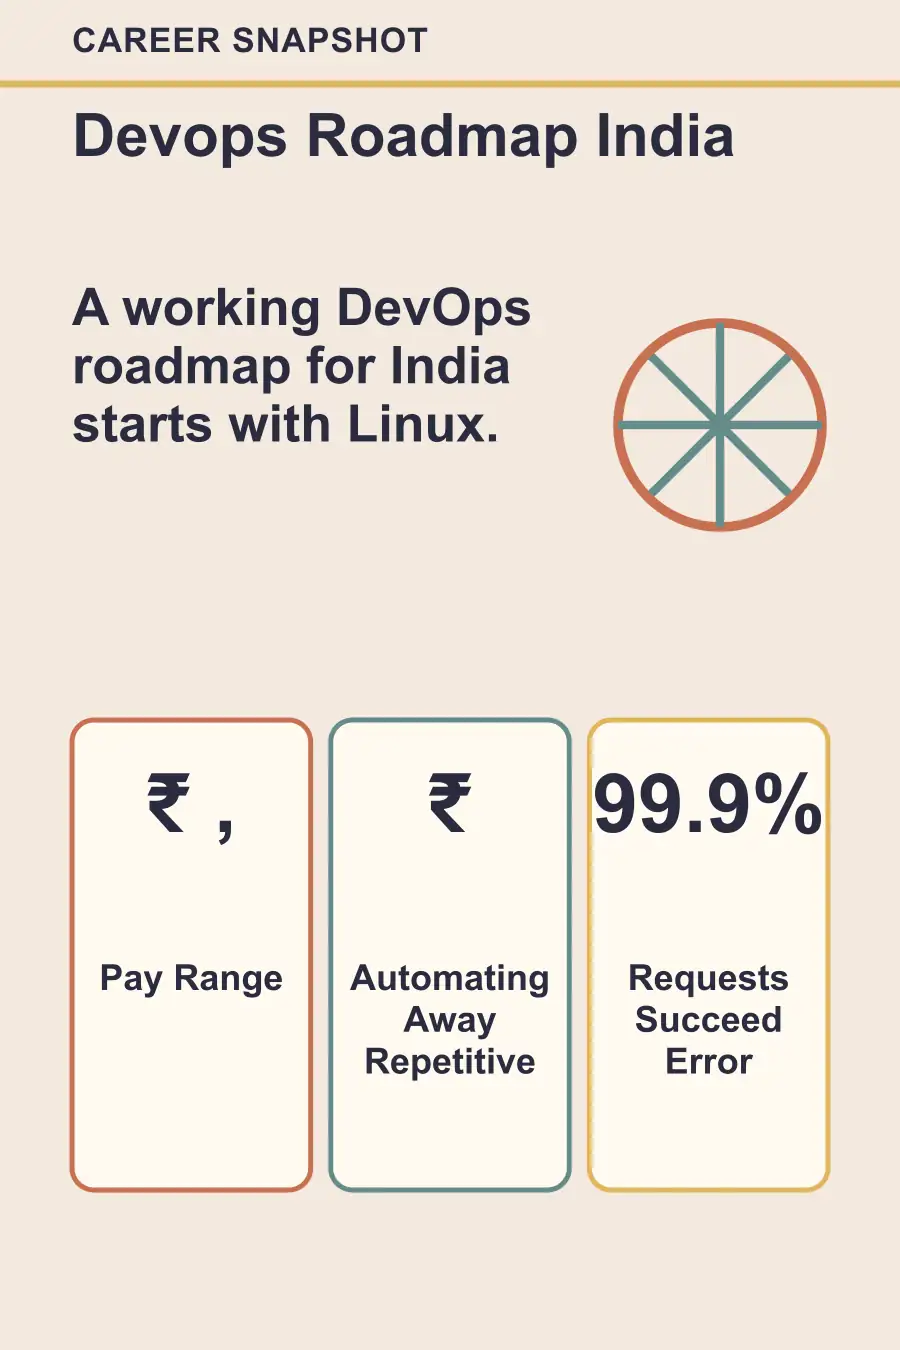 CAREER SNAPSHOT
Devops Roadmap India
A working DevOps
roadmap for India
starts with Linux.
₹ ,
Pay Range
₹
Automating
Away
Repetitive
99.9%
Requests
Succeed
Error